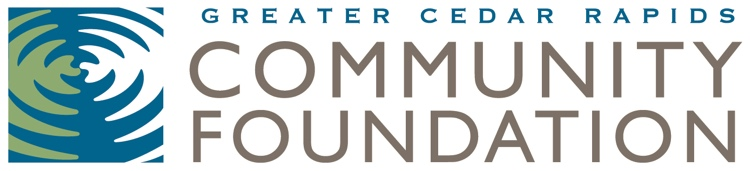 GREATER CEDAR RAPIDS
COMMUNITY
FOUNDATION